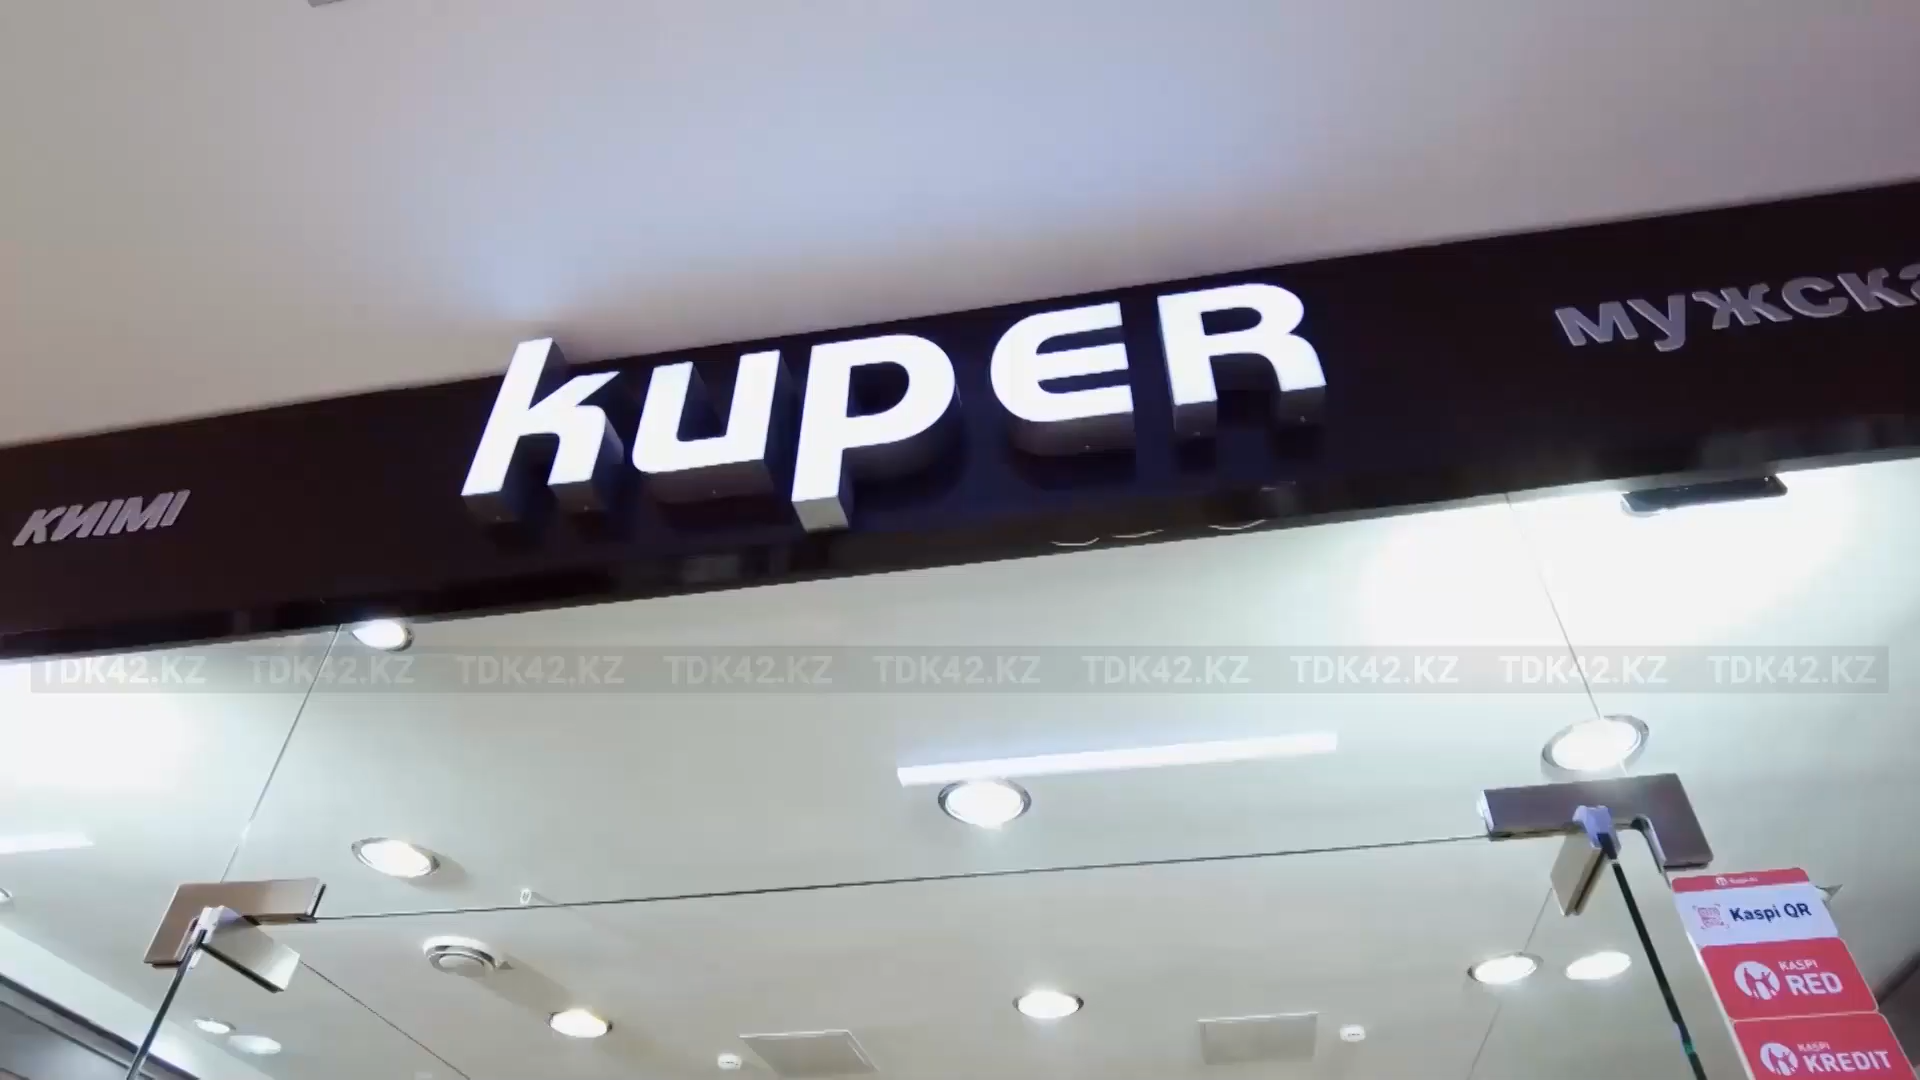 киімі
kupeR
мужска
TDK42.KZ TDK42.KZ TDK42.KZ TDK42.KZ TDK42.KZ TDK42.KZ TDK42.KZ TDK42.KZ TDK42.KZ
Kaspi QR
KASPI
RED
KASPI
KREDIT